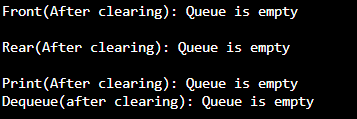 Front(After clearing): Queue is empty
Rear(After clearing): Queue is empty
Print(After clearing): Queue is empty
Dequeue(after clearing): Queue is empty